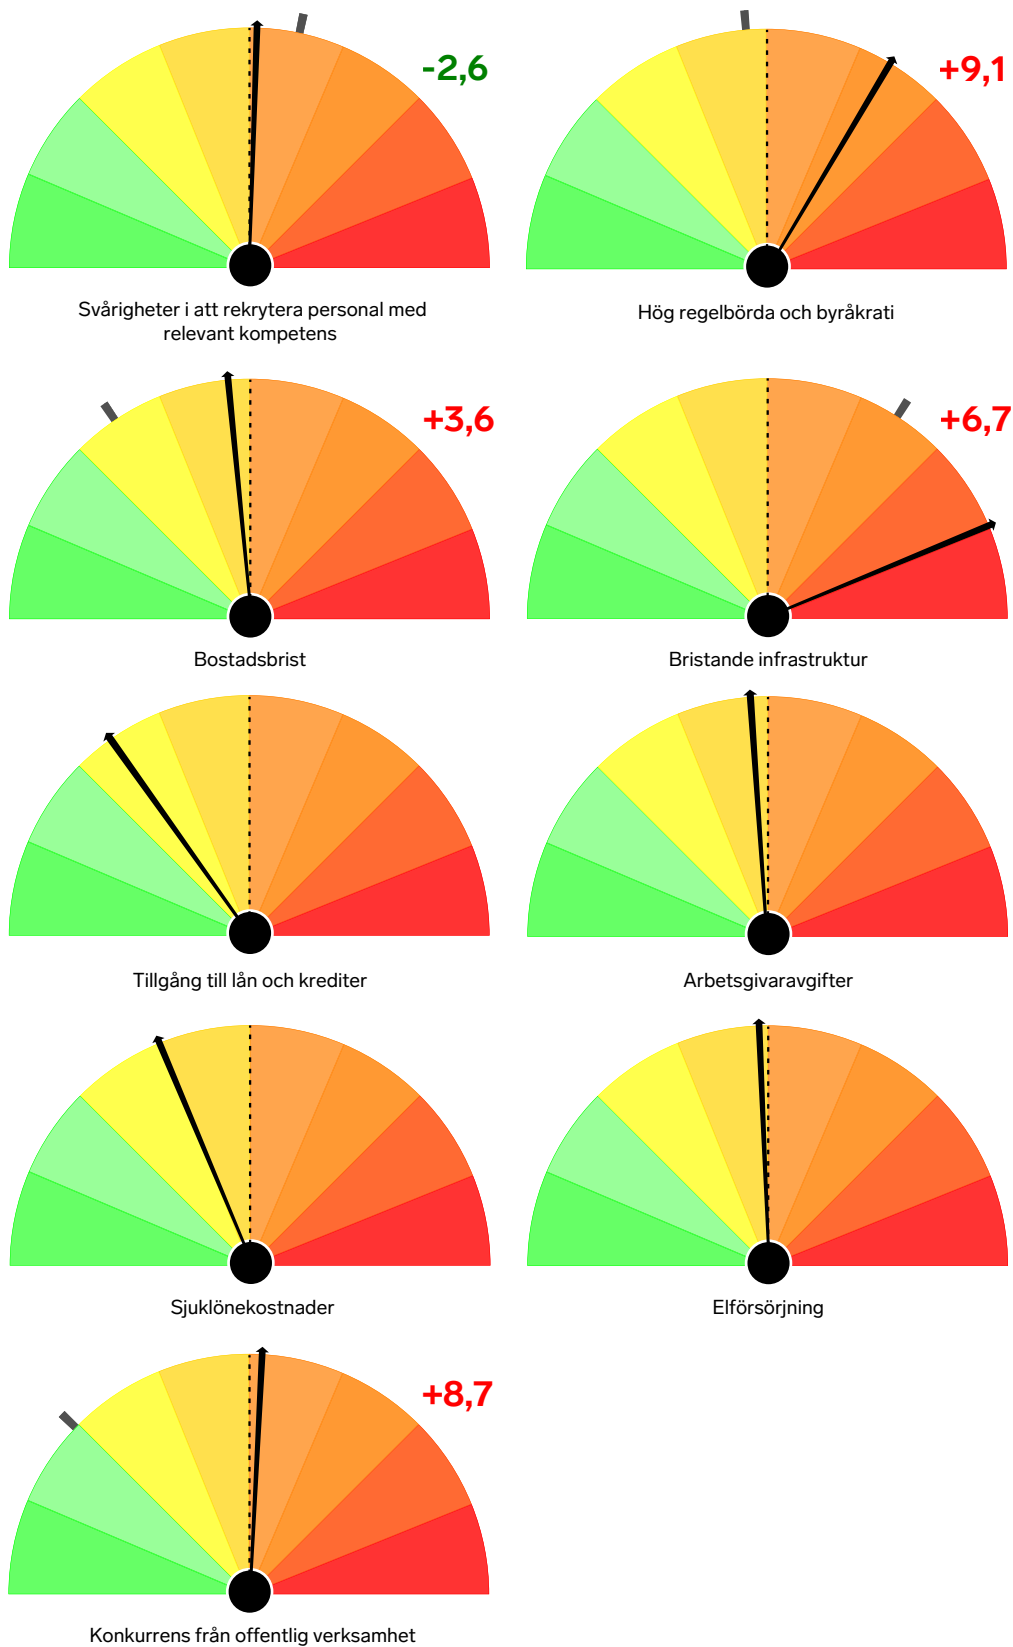 -2,6
+9,1
Svårigheter i att rekrytera personal med
relevant kompetens
Hög regelbörda och byråkrati
+3,6
+6,7
Bostadsbrist
Bristande infrastruktur
Tillgång till lån och krediter
Arbetsgivaravgifter
Sjuklönekostnader
Elförsörjning
+8,7
Konkurrens från offentlig verksamhet